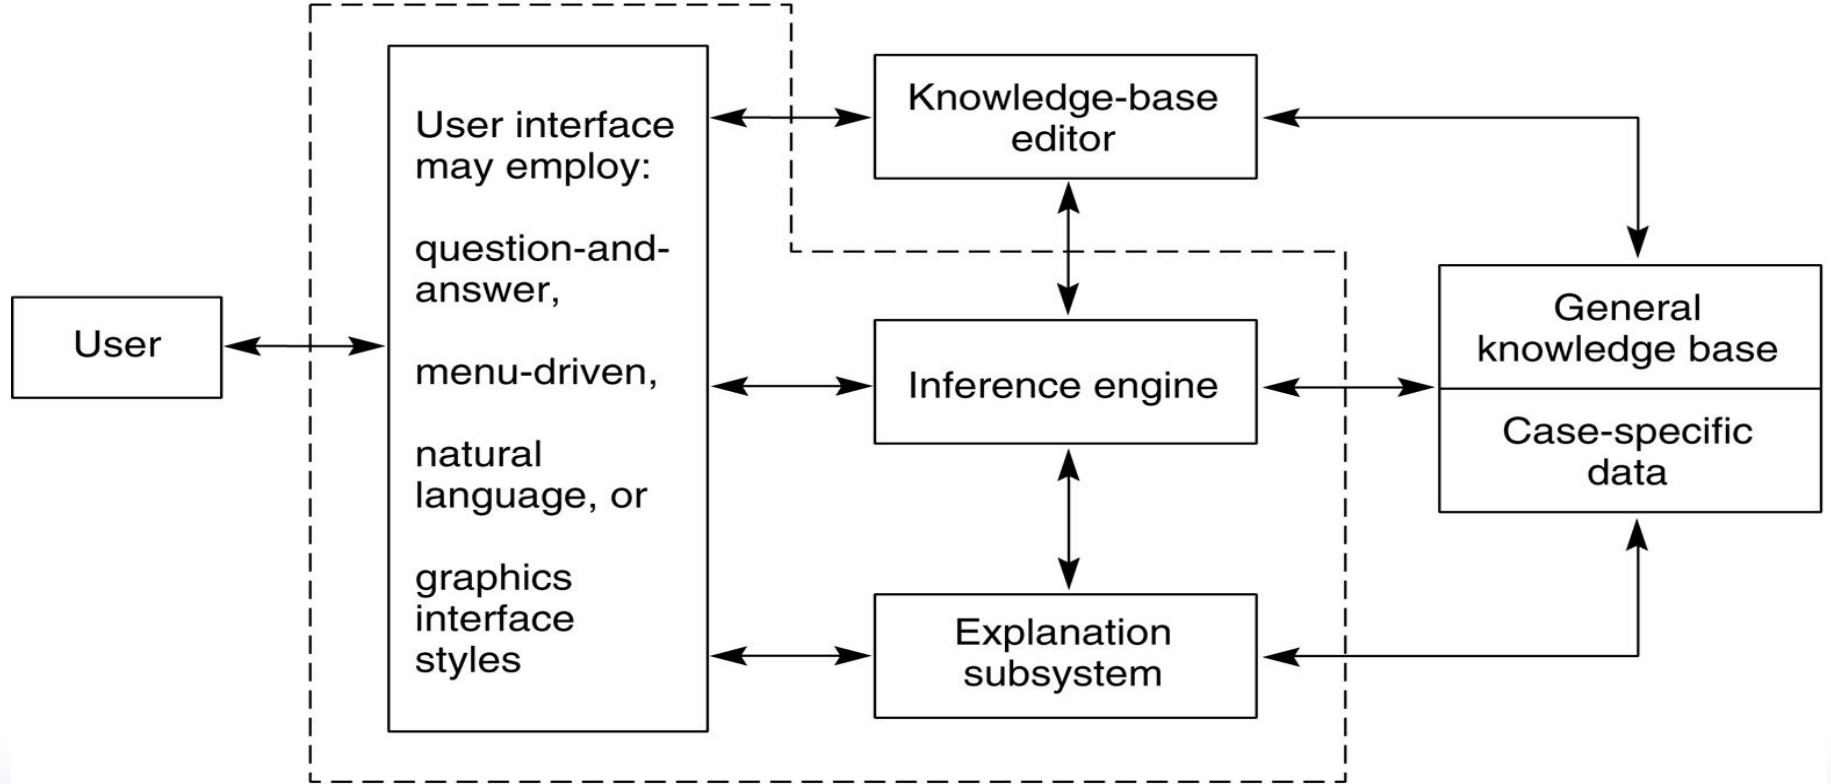 User
User interface
may employ:
question-and-
answer,
menu-driven,
natural
language, or
graphics
interface
styles
Knowledge-base
editor
Inference engine
Explanation
subsystem
General
knowledge base
Case-specific
data